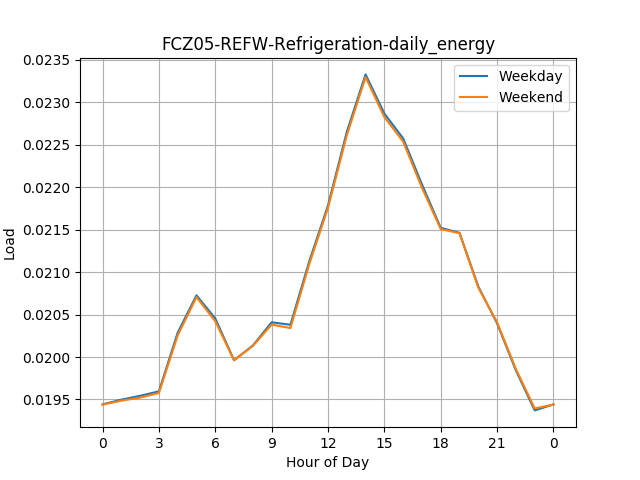 FCZ05-REFW-Refrigeration-daily_energy
Weekday
Weekend
0.0235
0.0230
0.0225
0.0220
0.0215
0.0210
0.0205
0.0200
0.0195
Load
0 3 6 9 12 15 18 21 0
Hour of Day